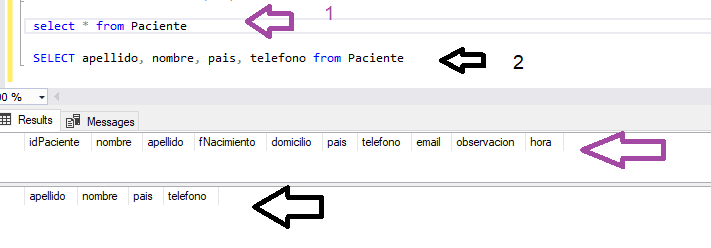 select * from Paciente 1
SELECT apellido, nombre, pais, telefono from Paciente 2
00 %
Results Messages
idPaciente nombre apellido fNacimiento domicilio pais telefono email observacion hora
apellido nombre pais telefono